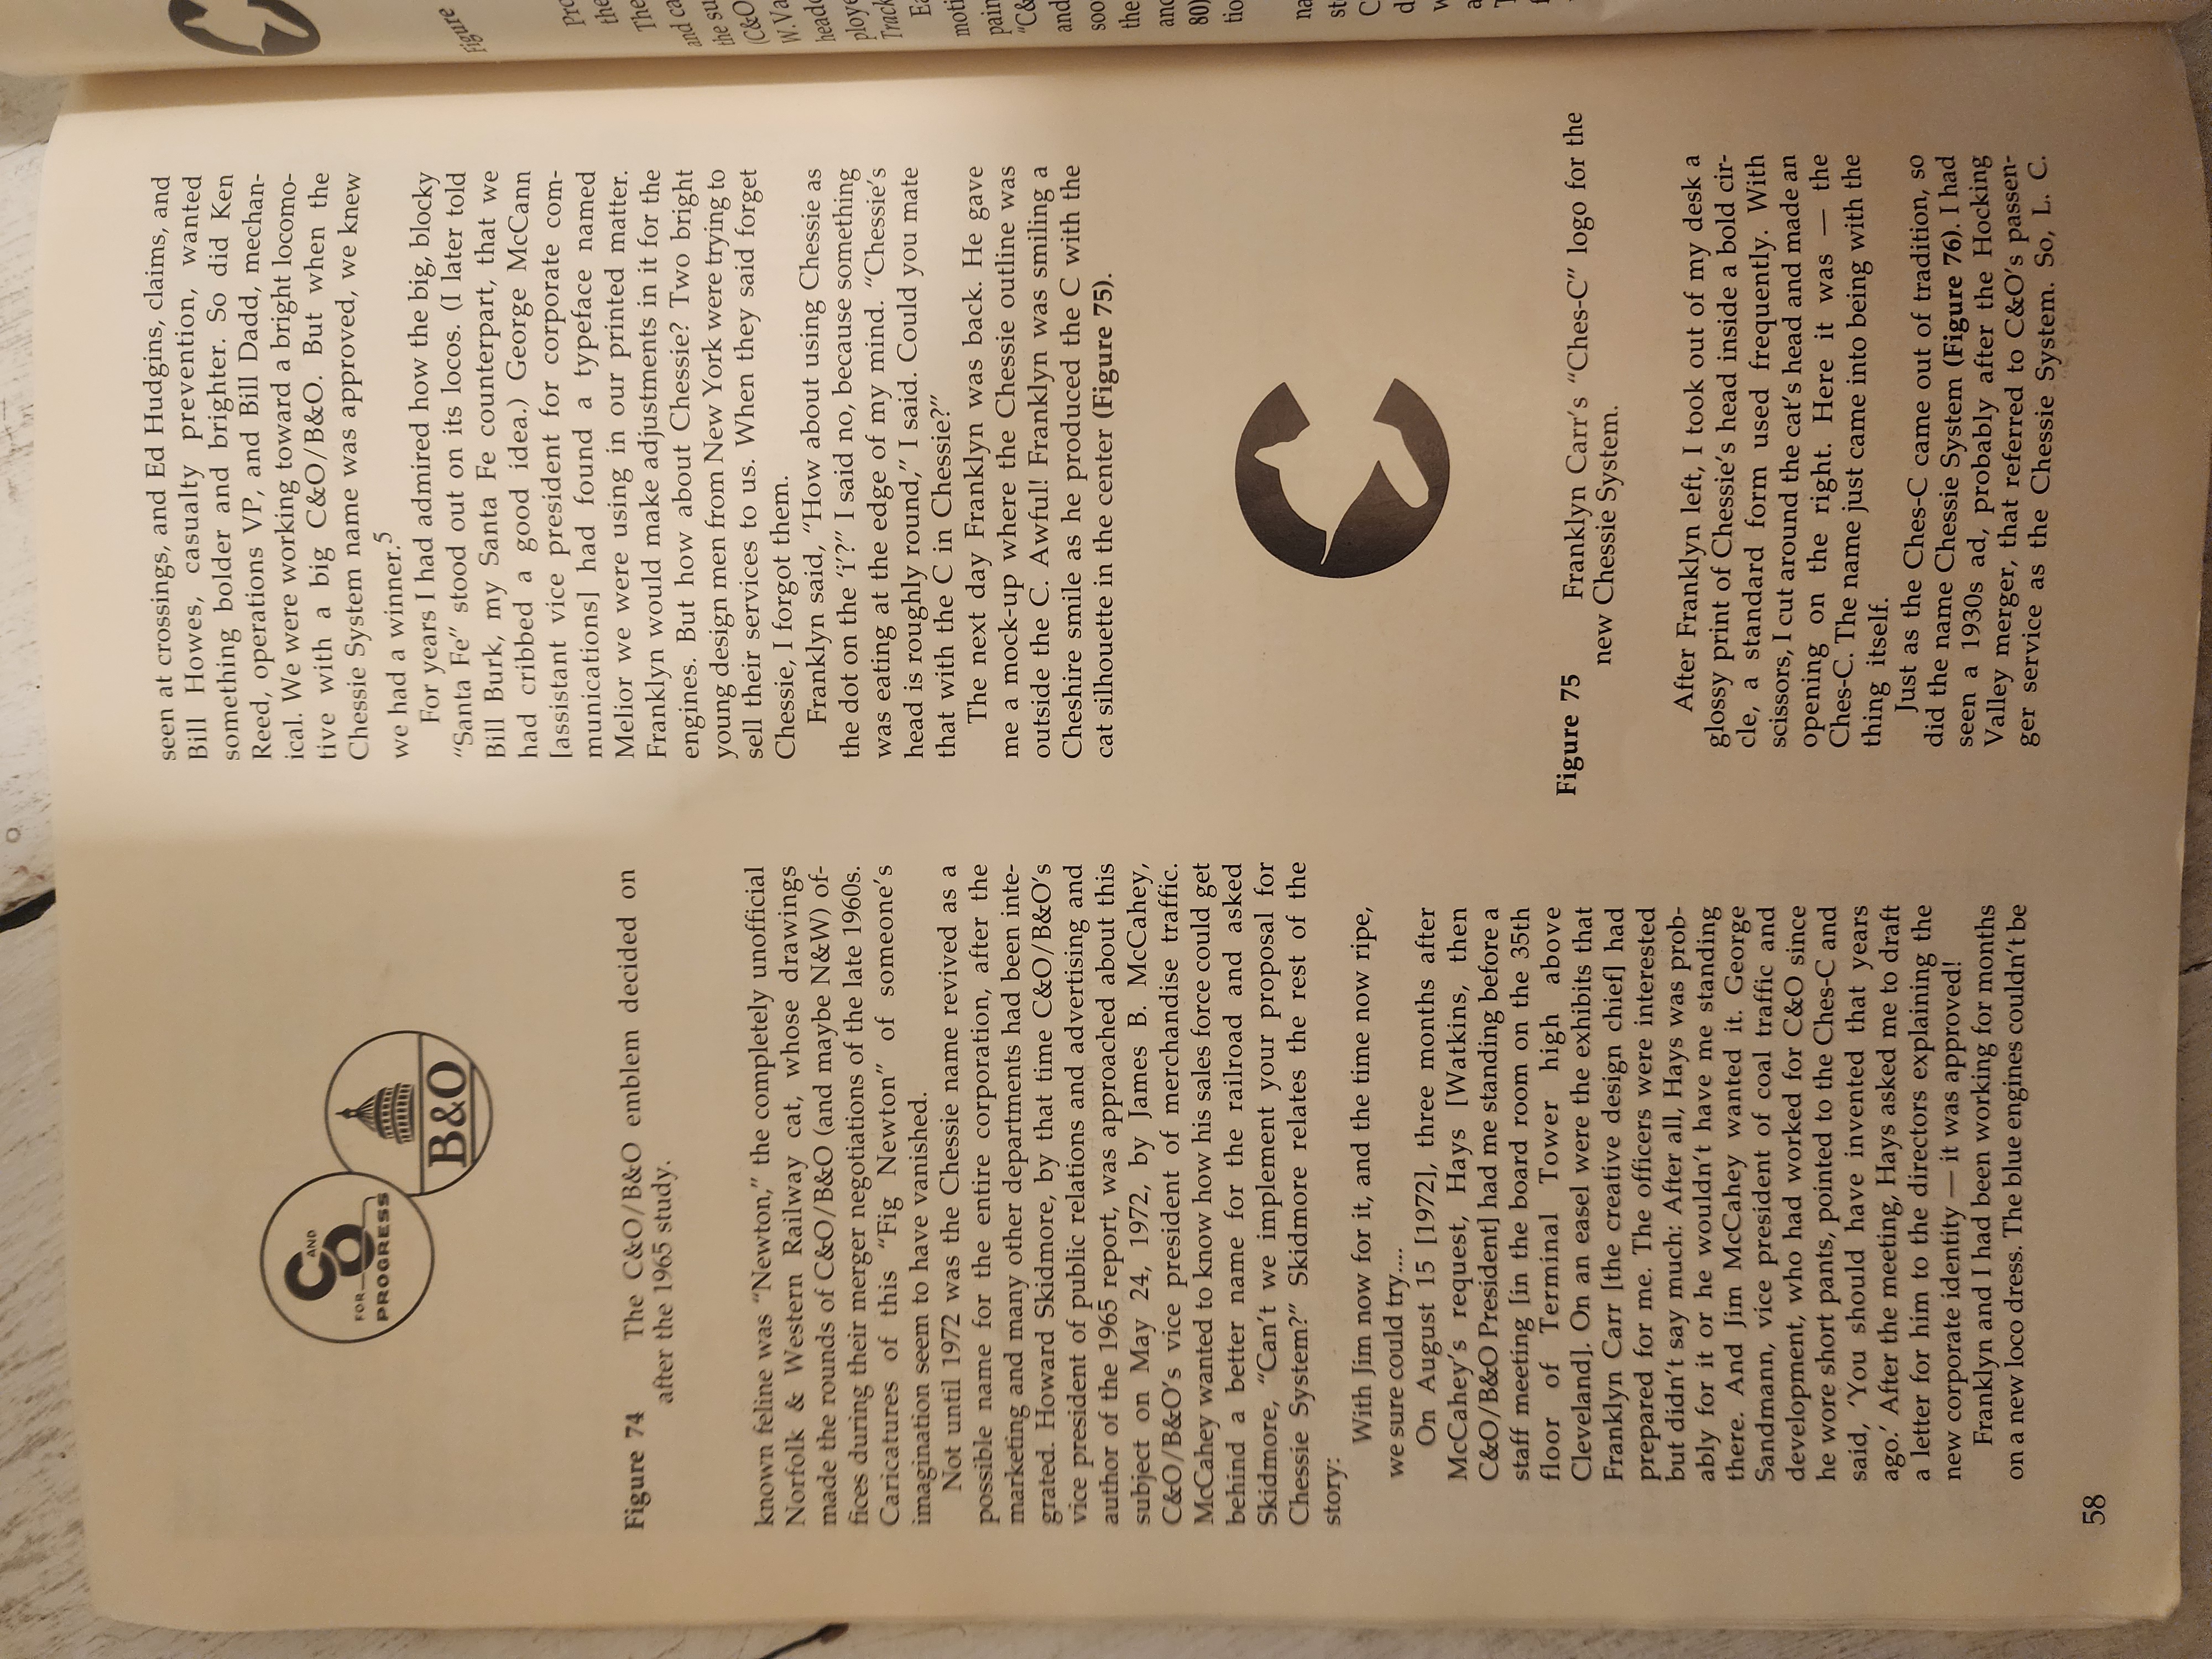 C
AND
O
FOR
PROGRESS
B&O
Figure 74 The C&O/B&O emblem decided on
after the 1965 study.
known feline was "Newton," the completely unofficial
Norfolk & Western Railway cat, whose drawings
made the rounds of C&O/B&O (and maybe N&W) of-
fices during their merger negotiations of the late 1960s.
Caricatures of this "Fig Newton" of someone's
imagination seem to have vanished.
Not until 1972 was the Chessie name revived as a
possible name for the entire corporation, after the
marketing and many other departments had been inte-
grated. Howard Skidmore, by that time C&O/B&O's
vice president of public relations and advertising and
author of the 1965 report, was approached about this
subject on May 24, 1972, by James B. McCahey,
C&O/B&O's vice president of merchandise traffic.
McCahey wanted to know how his sales force could get
behind a better name for the railroad and asked
Skidmore, "Can't we implement your proposal for
Chessie System?" Skidmore relates the rest of the
story:
With Jim now for it, and the time now ripe,
we sure could try....
On August 15 [1972], three months after
McCahey's request, Hays [Watkins, then
C&O/B&O President] had me standing before a
staff meeting [in the board room on the 35th
floor of Terminal Tower high above
Cleveland]. On an easel were the exhibits that
Franklyn Carr [the creative design chief] had
prepared for me. The officers were interested
but didn't say much: After all, Hays was prob-
ably for it or he wouldn't have me standing
there. And Jim McCahey wanted it. George
Sandmann, vice president of coal traffic and
development, who had worked for C&O since
he wore short pants, pointed to the Ches-C and
said, 'You should have invented that years
ago.' After the meeting, Hays asked me to draft
a letter for him to the directors explaining the
new corporate identity — it was approved!
Franklyn and I had been working for months
on a new loco dress. The blue engines couldn't be
58
seen at crossings, and Ed Hudgins, claims, and
Bill Howes, casualty prevention, wanted
something bolder and brighter. So did Ken
Reed, operations VP, and Bill Dadd, mechan-
ical. We were working toward a bright locomo-
tive with a big C&O/B&O. But when the
Chessie System name was approved, we knew
we had a winner.5
For years I had admired how the big, blocky
"Santa Fe" stood out on its locos. (I later told
Bill Burk, my Santa Fe counterpart, that we
had cribbed a good idea.) George McCann
[assistant vice president for corporate com-
munications] had found a typeface named
Melior we were using in our printed matter.
Franklyn would make adjustments in it for the
engines. But how about Chessie? Two bright
young design men from New York were trying to
sell their services to us. When they said forget
Chessie, I forgot them.
Franklyn said, "How about using Chessie as
the dot on the 'i'?" I said no, because something
was eating at the edge of my mind. "Chessie's
head is roughly round," I said. Could you mate
that with the C in Chessie?"
The next day Franklyn was back. He gave
me a mock-up where the Chessie outline was
outside the C. Awful! Franklyn was smiling a
Cheshire smile as he produced the C with the
cat silhouette in the center (Figure 75).
Figure 75 Franklyn Carr's "Ches-C" logo for the
new Chessie System.
After Franklyn left, I took out of my desk a
glossy print of Chessie's head inside a bold cir-
cle, a standard form used frequently. With
scissors, I cut around the cat's head and made an
opening on the right. Here it was — the
Ches-C. The name just came into being with the
thing itself.
Just as the Ches-C came out of tradition, so
did the name Chessie System (Figure 76). I had
seen a 1930s ad, probably after the Hocking
Valley merger, that referred to C&O's passen-
ger service as the Chessie System. So, L. C.
Figure
Pro
the
The
and ca
the su
(C&O
W.Va
head
ploye
Track
Ea
moti
pain
"C&
and
soo
the
and
80)
tio
na
st
C
d
w
a